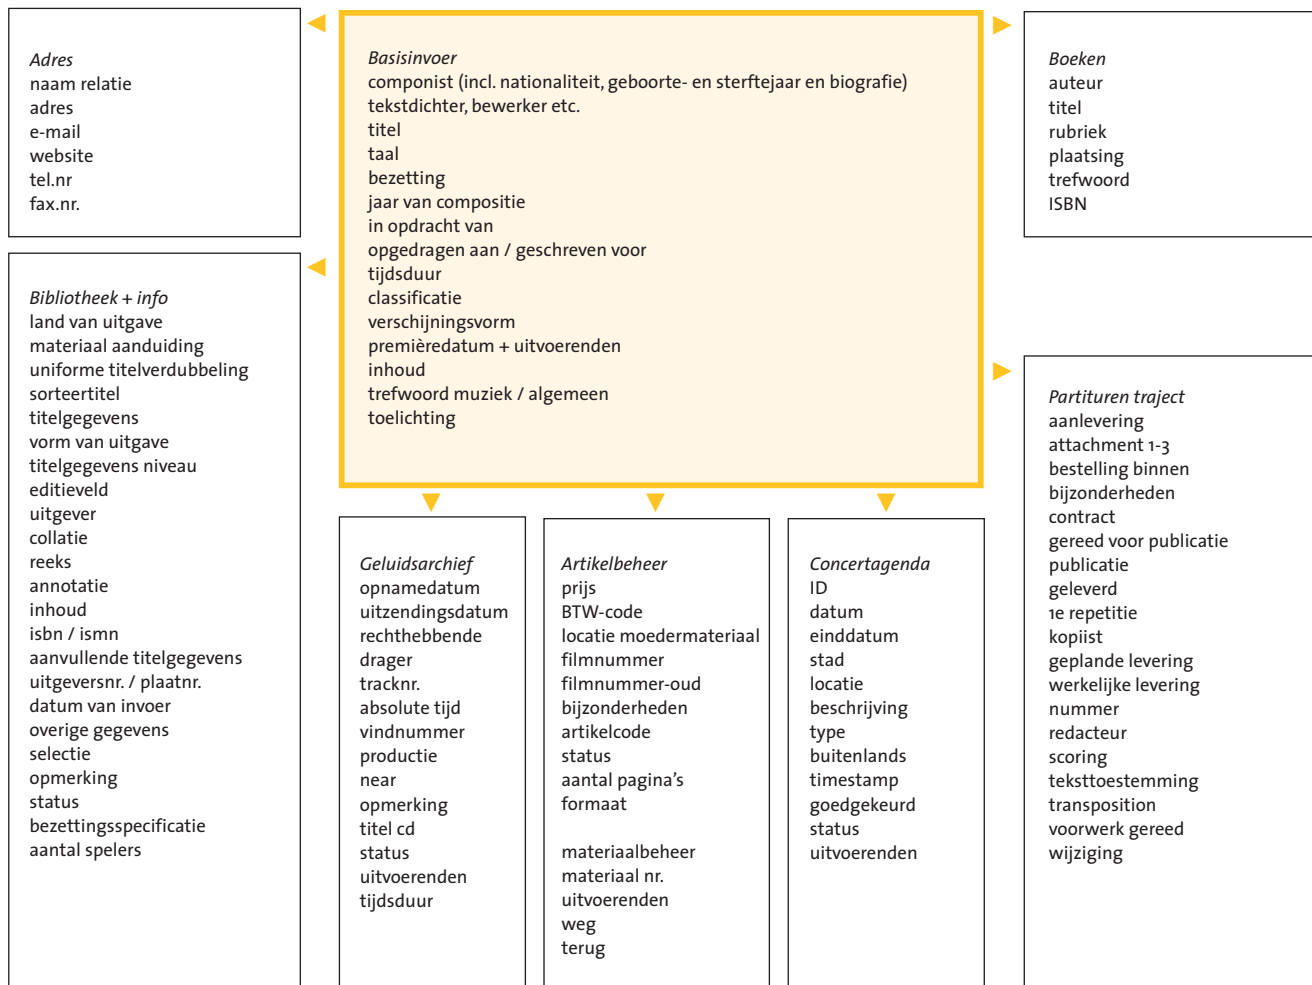 Adres
naam relatie
adres
e-mail
website
tel.nr
fax.nr.
Basisinvoer
componist (incl. nationaliteit, geboorte- en sterftejaar en biografie)
tekstdichter, bewerker etc.
titel
taal
bezetting
jaar van compositie
in opdracht van
opgedragen aan / geschreven voor
tijdsduur
classificatie
verschijningsvorm
premièredatum + uitvoerenden
inhoud
trefwoord muziek / algemeen
toelichting
Boeken
auteur
titel
rubriek
plaatsing
trefwoord
ISBN
Bibliotheek + info
land van uitgave
materiaal aanduiding
uniforme titelverdubbeling
sorteertitel
titelgegevens
vorm van uitgave
titelgegevens niveau
editieveld
uitgever
collatie
reeks
annotatie
inhoud
isbn / ismn
aanvullende titelgegevens
uitgeversnr. / plaatnr.
datum van invoer
overige gegevens
selectie
opmerking
status
bezettingsspecificatie
aantal spelers
Geluidsarchief
opnamedatum
uitzendingsdatum
rechthebbende
drager
tracknr.
absolute tijd
vindnummer
productie
near
opmerking
titel cd
status
uitvoerenden
tijdsduur
Artikelbeheer
prijs
BTW-code
locatie moedermateriaal
filmnummer
filmnummer-oud
bijzonderheden
artikelcode
status
aantal pagina's
formaat
materiaalbeheer
materiaal nr.
uitvoerenden
weg
terug
Concertagenda
ID
datum
einddatum
stad
locatie
beschrijving
type
buitenlands
timestamp
goedgekeurd
status
uitvoerenden
Partituren traject
aanlevering
attachment 1-3
bestelling binnen
bijzonderheden
contract
gereed voor publicatie
publicatie
geleverd
1e repetitie
kopiist
geplande levering
werkelijke levering
nummer
redacteur
scoring
teksttoestemming
transposition
voorwerk gereed
wijziging